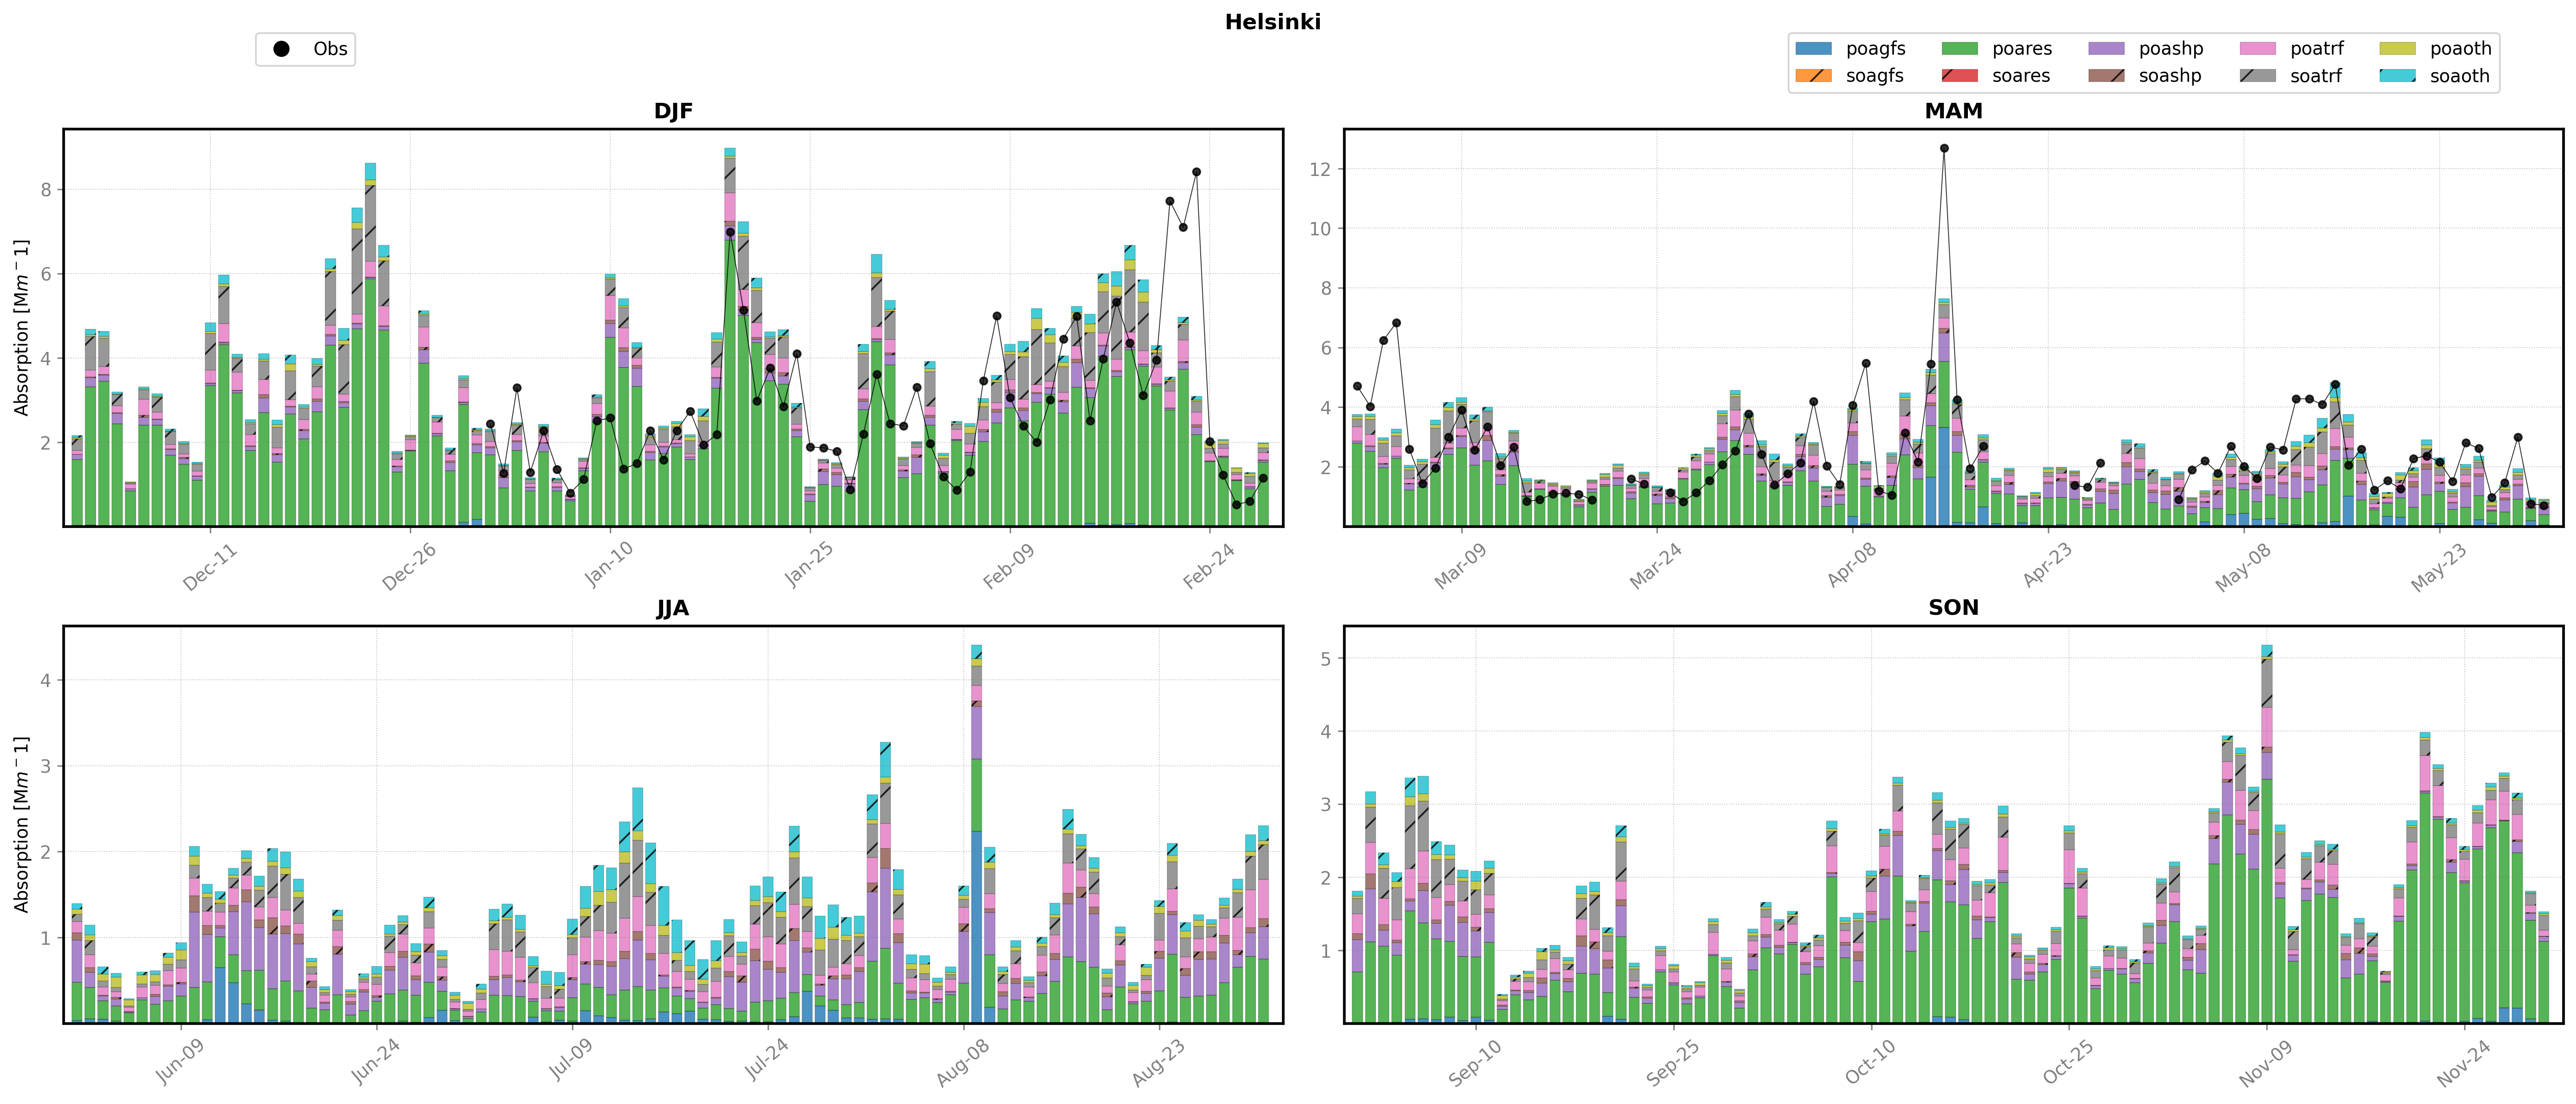 Helsinki
Obs
poagfs poares poashp poatrf poaoth
soagfs soares soashp soatrf soaoth
DJF
MAM
Absorption [Mm−1]
8
6
4
2
Dec-11 Dec-26 Jan-10 Jan-25 Feb-09 Feb-24
12
10
8
6
4
2
Mar-09 Mar-24 Apr-08 Apr-23 May-08 May-23
JJA
SON
Absorption [Mm−1]
4
3
2
1
Jun-09 Jun-24 Jul-09 Jul-24 Aug-08 Aug-23
5
4
3
2
1
Sep-10 Sep-25 Oct-10 Oct-25 Nov-09 Nov-24